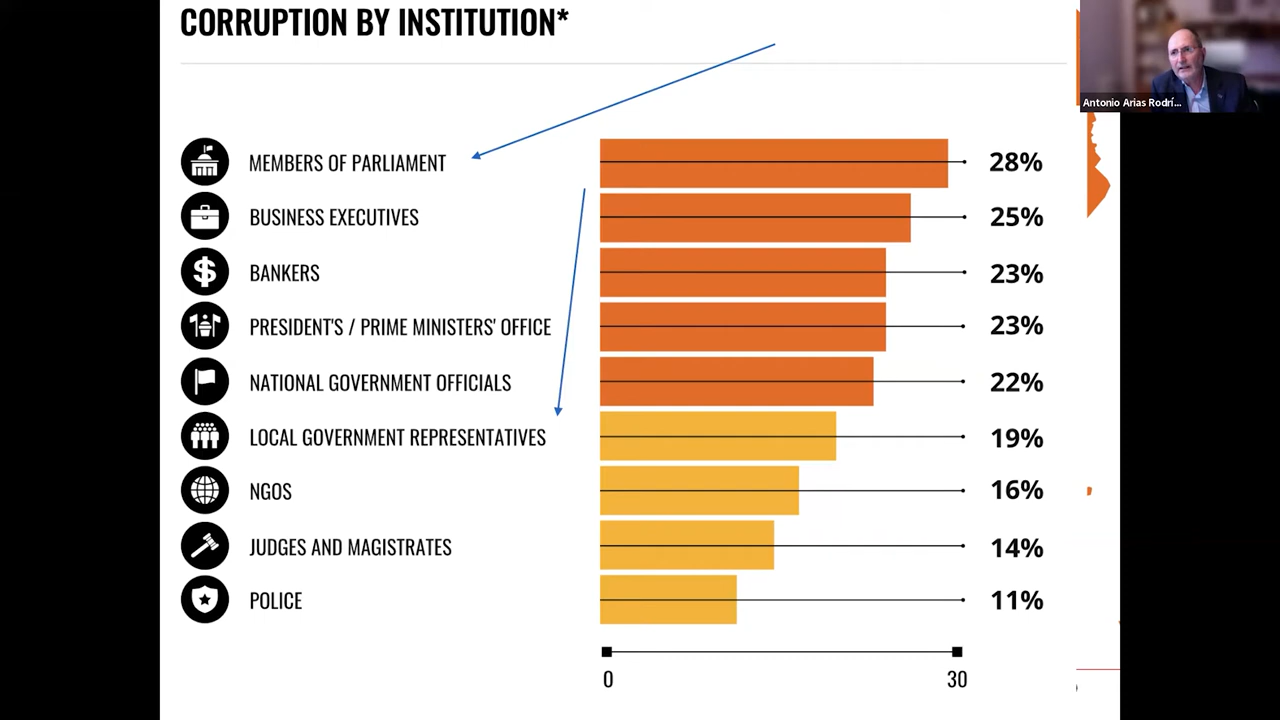 CORRUPTION BY INSTITUTION*
Antonio Arias Rodrí...
MEMBERS OF PARLIAMENT 28%
BUSINESS EXECUTIVES 25%
BANKERS 23%
PRESIDENT'S / PRIME MINISTERS' OFFICE 23%
NATIONAL GOVERNMENT OFFICIALS 22%
LOCAL GOVERNMENT REPRESENTATIVES 19%
NGOS 16%
JUDGES AND MAGISTRATES 14%
POLICE 11%
0 30